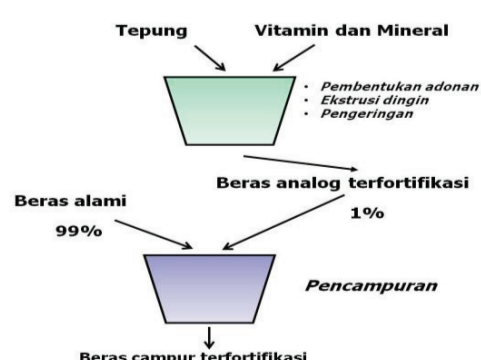 Tepung Vitamin dan Mineral
• Pembentukan adonan
• Ekstrusi dingin
• Pengeringan
Beras analog terfortifikasi
1%
Beras alami
99%
Pencampuran
Beras campur terfortifikasi